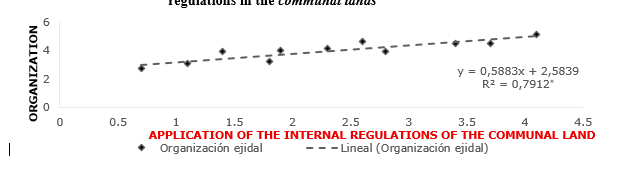 regulations in the communal lands
ORGANIZATION
6
4
2
0
y = 0,5883x + 2,5839
R² = 0,7912*
0 0.5 1 1.5 2 2.5 3 3.5 4 4.5
APPLICATION OF THE INTERNAL REGULATIONS OF THE COMMUNAL LAND
Organización ejidal Lineal (Organización ejidal)